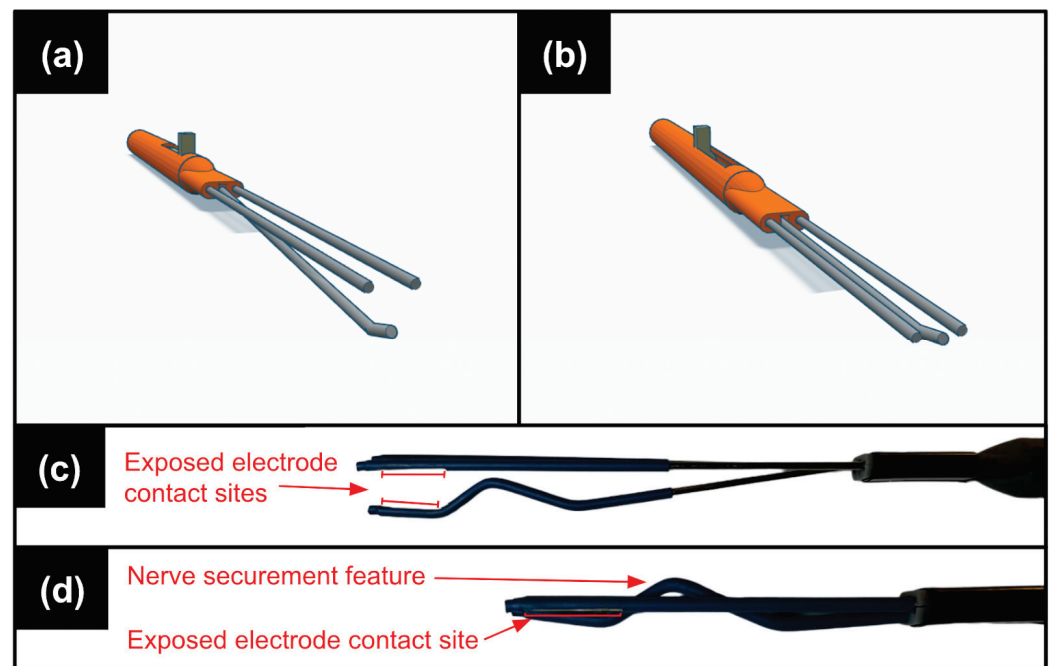 (a)
(b)
(c)
Exposed electrode
contact sites
(d)
Nerve securement feature
Exposed electrode contact site